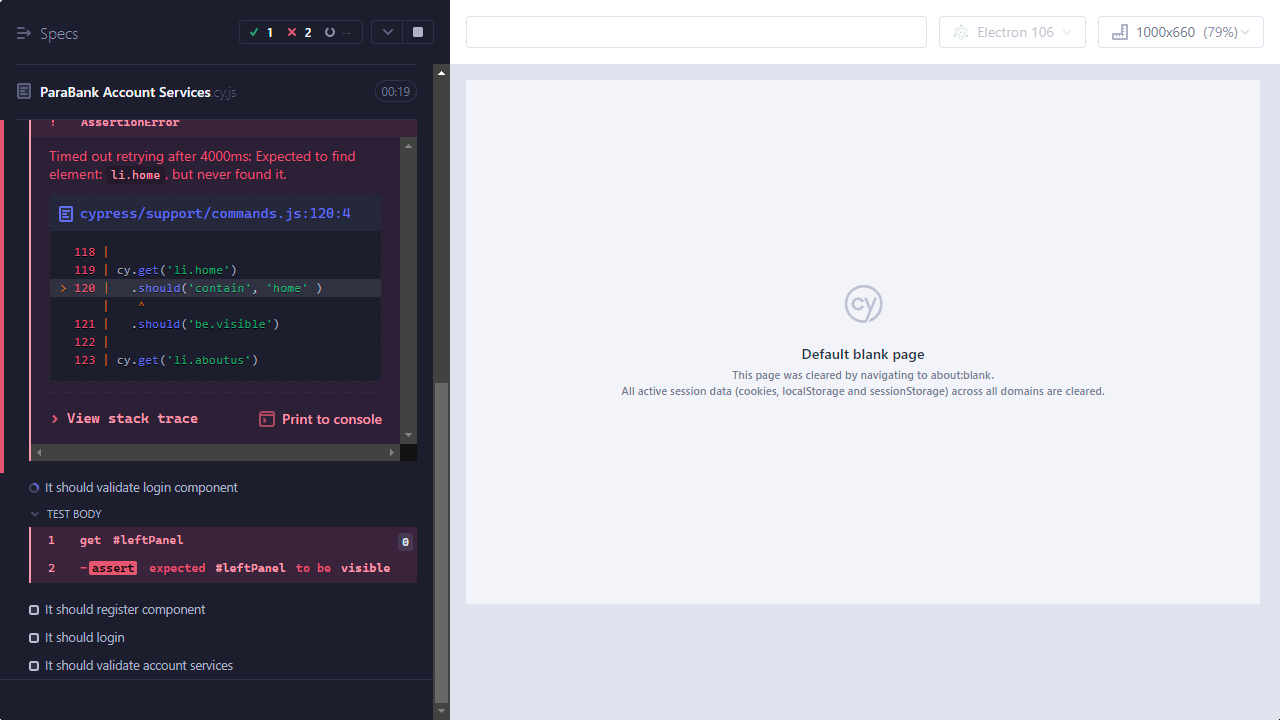 Specs
1 2 --
ParaBank Account Services.cy.js
00:19
! AssertionError
Timed out retrying after 4000ms: Expected to find
element: li.home, but never found it.
cypress/support/commands.js:120:4
118 |
119 | cy.get('li.home')
> 120 |   .should('contain', 'home' )
|    ^
121 |   .should('be.visible')
122 |
123 | cy.get('li.aboutus')
> View stack trace
Print to console
It should validate login component
TEST BODY
1 get #leftPanel 0
2 -assert expected #leftPanel to be visible
It should register component
It should login
It should validate account services
Electron 106
1000x660 (79%)
cy
Default blank page
This page was cleared by navigating to about:blank.
All active session data (cookies, localStorage and sessionStorage) across all domains are cleared.